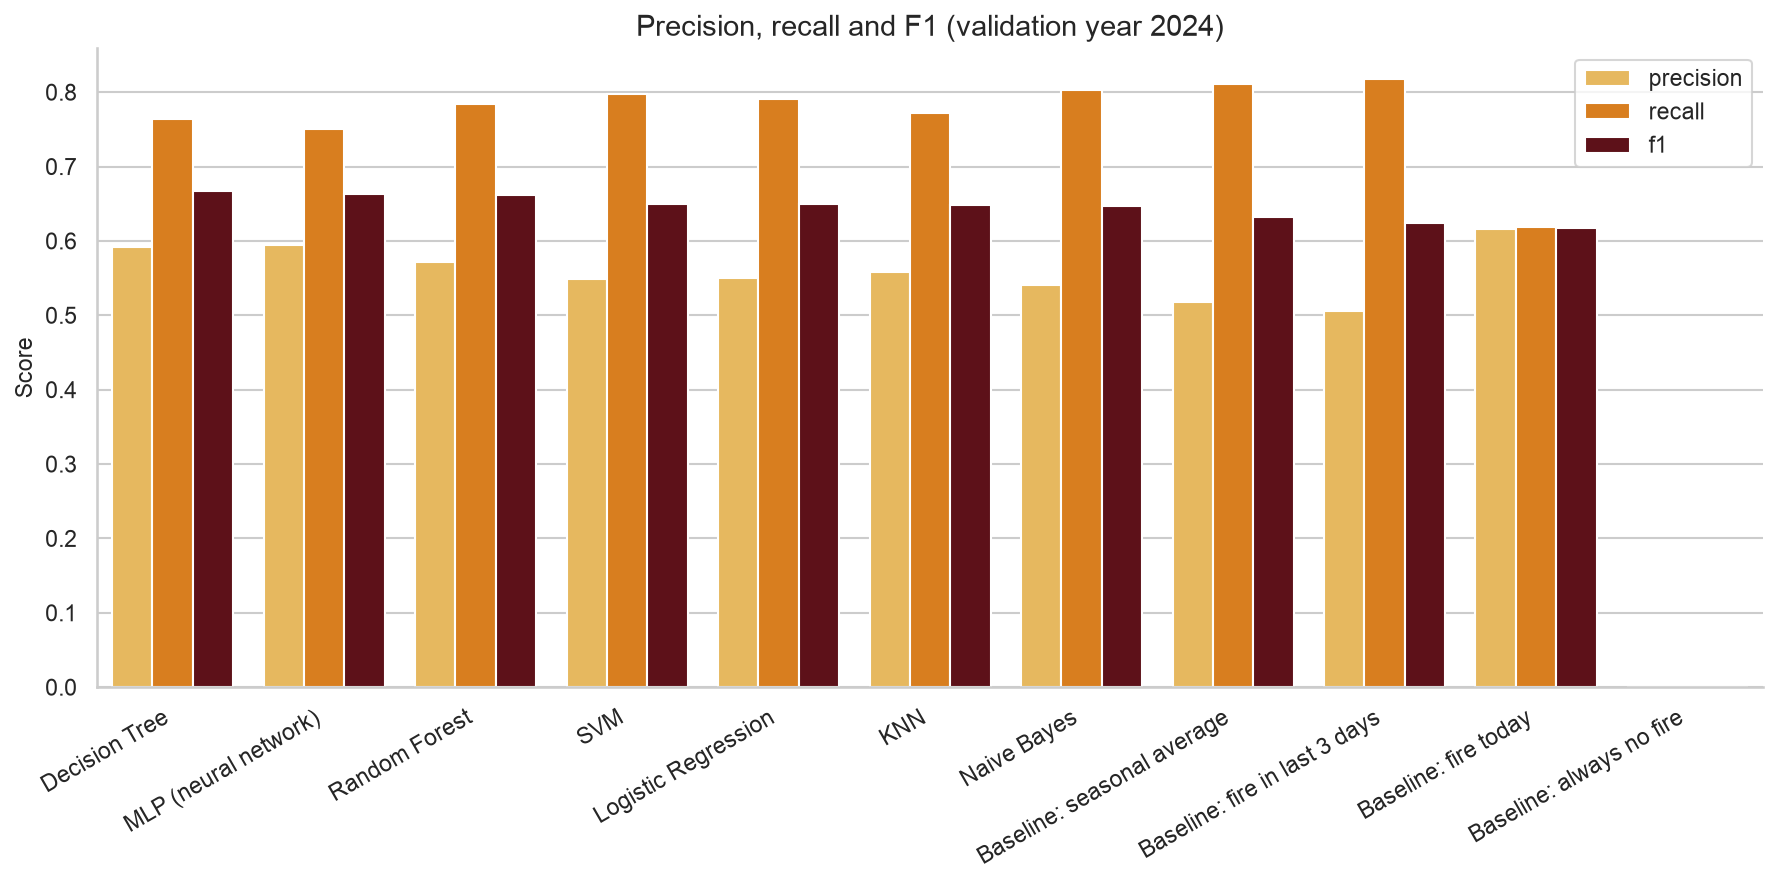 Precision, recall and F1 (validation year 2024)
precision
recall
f1
Score
0.8
0.7
0.6
0.5
0.4
0.3
0.2
0.1
0.0
Decision Tree
MLP (neural network)
Random Forest
SVM
Logistic Regression
KNN
Naive Bayes
Baseline: seasonal average
Baseline: fire in last 3 days
Baseline: fire today
Baseline: always no fire